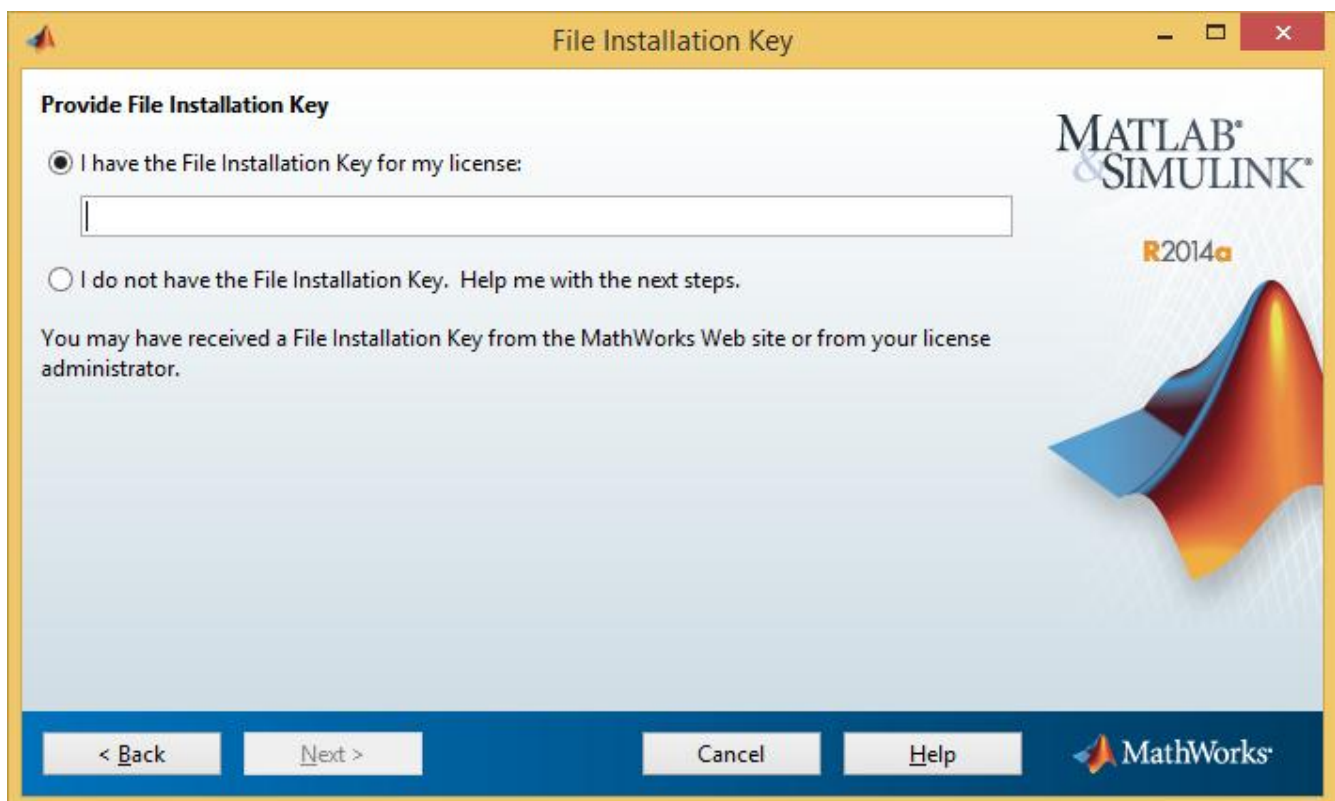 File Installation Key
Provide File Installation Key
I have the File Installation Key for my license:
I do not have the File Installation Key.  Help me with the next steps.
You may have received a File Installation Key from the MathWorks Web site or from your license
administrator.
MATLAB®
&SIMULINK®
R2014a
< Back
Next >
Cancel
Help
MathWorks®